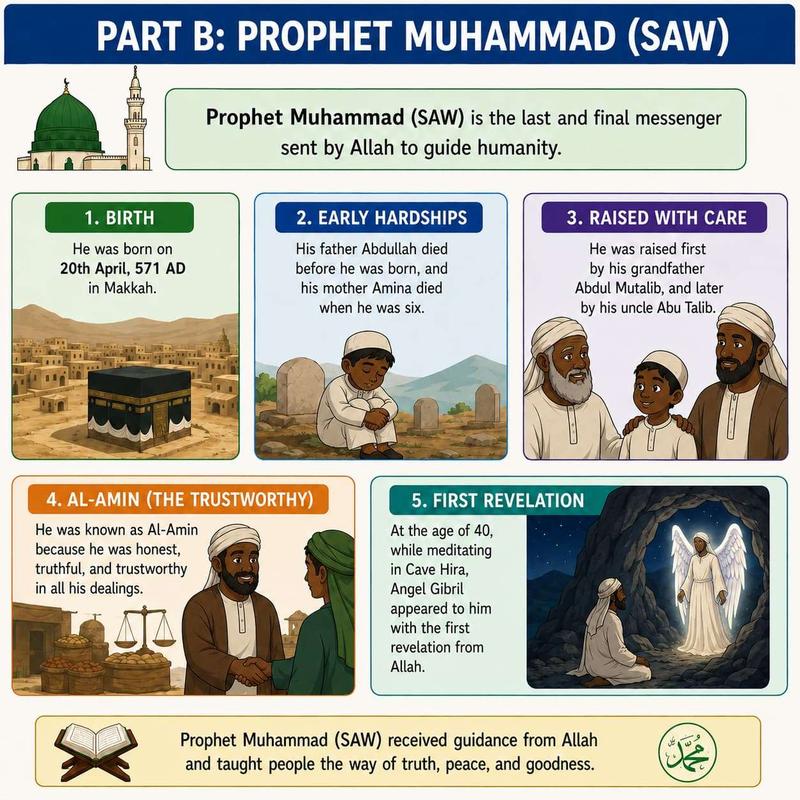 PART B: PROPHET MUHAMMAD (SAW)
Prophet Muhammad (SAW) is the last and final messenger
sent by Allah to guide humanity.
1. BIRTH
He was born on
20th April, 571 AD
in Makkah.
2. EARLY HARDSHIPS
His father Abdullah died
before he was born, and
his mother Amina died
when he was six.
3. RAISED WITH CARE
He was raised first
by his grandfather
Abdul Mutalib, and later
by his uncle Abu Talib.
4. AL-AMIN (THE TRUSTWORTHY)
He was known as Al-Amin
because he was honest,
truthful, and trustworthy
in all his dealings.
5. FIRST REVELATION
At the age of 40,
while meditating
in Cave Hira,
Angel Gibril
appeared to him
with the first
revelation from
Allah.
Prophet Muhammad (SAW) received guidance from Allah
and taught people the way of truth, peace, and goodness.
محمد